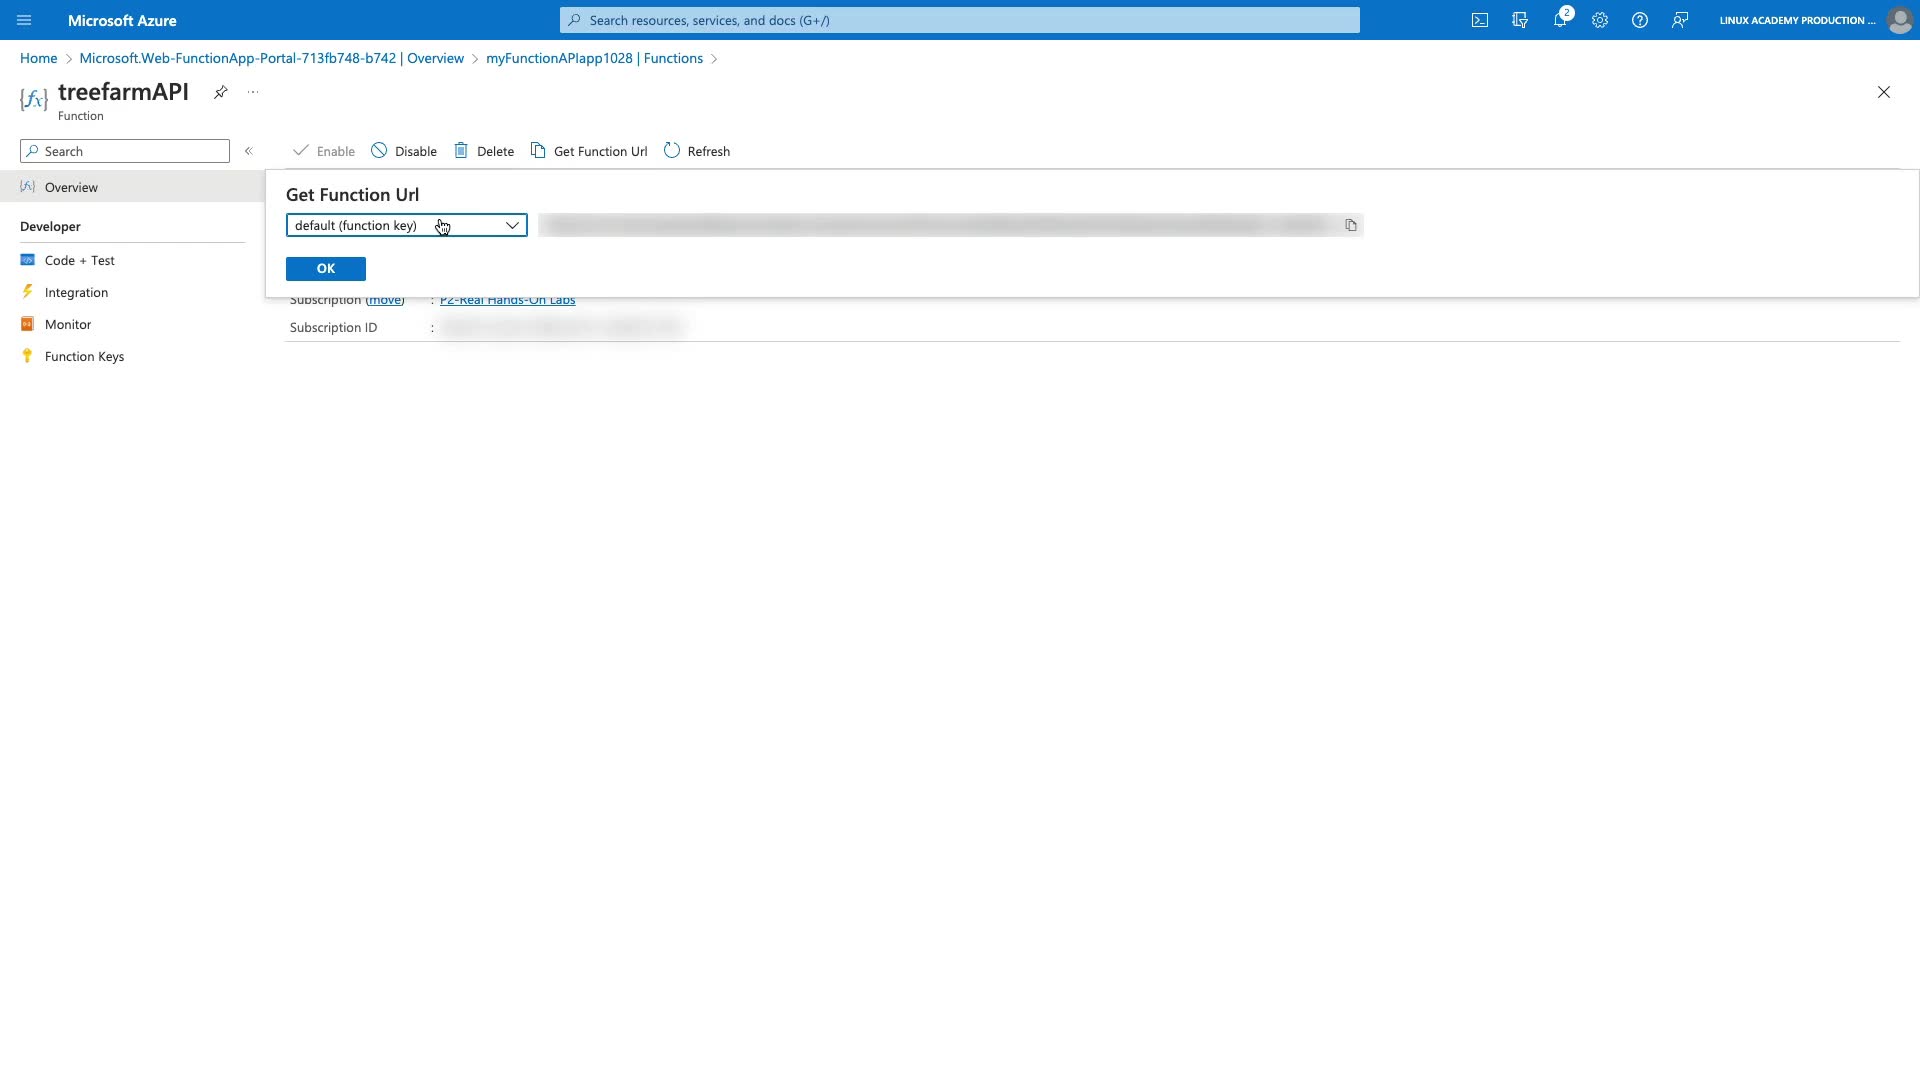 Microsoft Azure
Search resources, services, and docs (G+/)
2
LINUX ACADEMY PRODUCTION ...
Home > Microsoft.Web-FunctionApp-Portal-713fb748-b742 | Overview > myFunctionAPIapp1028 | Functions >
{fx} treefarmAPI ...
Function
Search «
Enable Disable Delete Get Function Url Refresh
Overview
Get Function Url
default (function key)
OK
Developer
Code + Test
Integration
Monitor
Function Keys
Subscription (move) : P2-Real Hands-On Labs
Subscription ID :